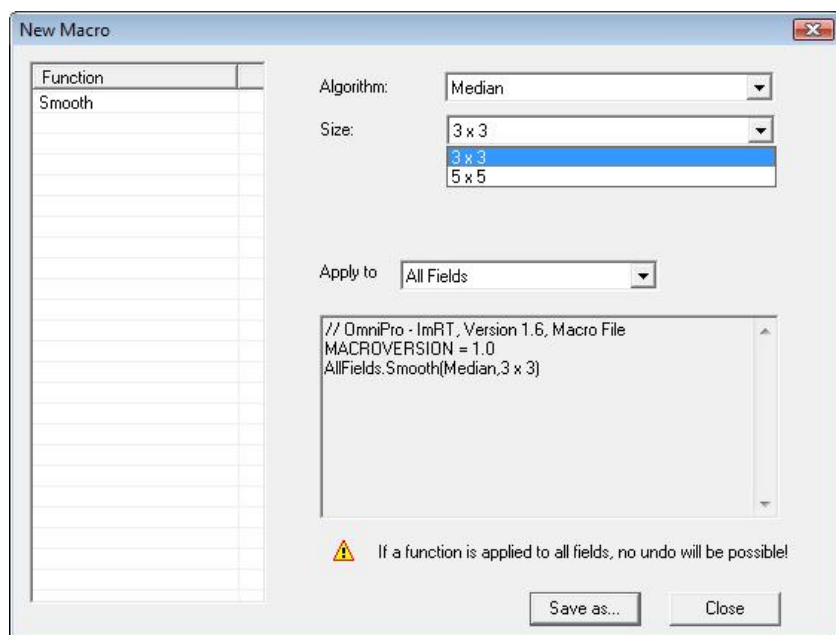 New Macro
Function
Smooth
Algorithm:
Median
Size:
3 x 3
3 x 3
5 x 5
Apply to
All Fields
// OmniPro - ImRT, Version 1.6, Macro File
MACROVERSION = 1.0
AllFields.Smooth(Median,3 x 3)
If a function is applied to all fields, no undo will be possible!
Save as...
Close